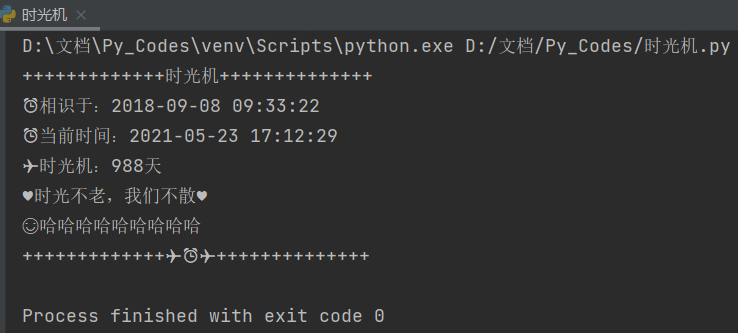 时光机
D:\文档\Py_Codes\venv\Scripts\python.exe D:/文档/Py_Codes/时光机.py
+++++++++++++时光机++++++++++++++
⏰相识于：2018-09-08 09:33:22
⏰当前时间：2021-05-23 17:12:29
✈时光机：988天
♥时光不老，我们不散♥
😊哈哈哈哈哈哈哈哈哈
+++++++++++++✈⏰✈++++++++++++++
Process finished with exit code 0